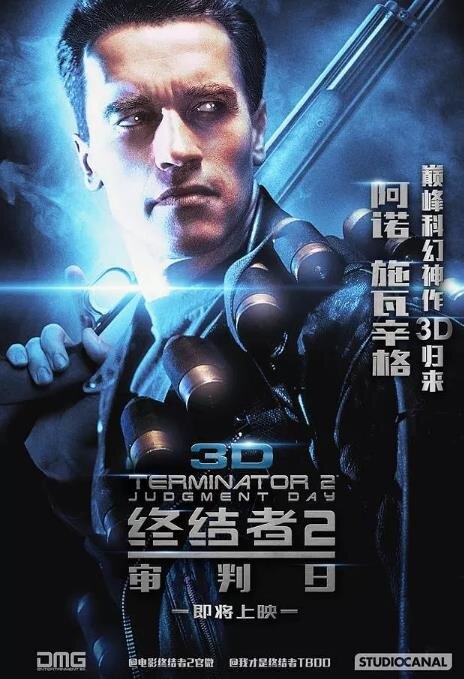 巅峰科幻神作3D归来
阿诺 施瓦辛格
3D
TERMINATOR 2
JUDGMENT DAY
终结者2
审判日
即将上映
DMG
ENTERTAINMENT
@电影终结者2官微
@我才是终结者T800
STUDIOCANAL